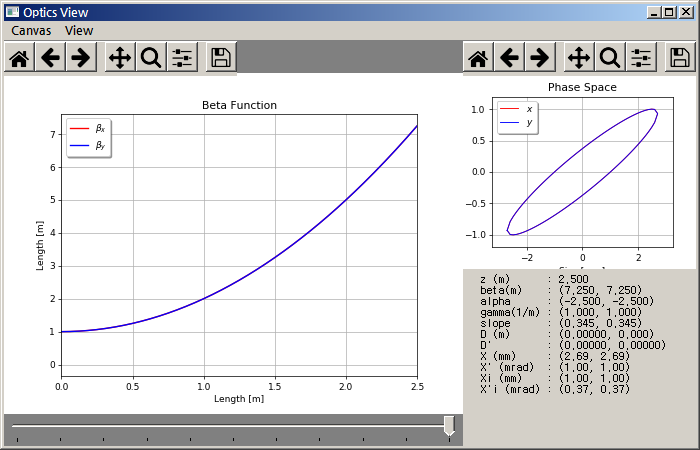 Optics View
Canvas View
Beta Function
βx
βy
7
6
5
4
3
2
1
0
Length [m]
0.0 0.5 1.0 1.5 2.0 2.5
Length [m]
Phase Space
x
y
1.0
0.5
0.0
−0.5
−1.0
−2 0 2
z (m) : 2,500
beta(m) : (7,250, 7,250)
alpha : (-2,500, -2,500)
gamma(1/m) : (1,000, 1,000)
slope : (0,345, 0,345)
D (m) : (0,00000, 0,000)
D' : (0,00000, 0,00000)
X (mm) : (2,69, 2,69)
X' (mrad) : (1,00, 1,00)
Xi (mm) : (1,00, 1,00)
X'i (mrad) : (0,37, 0,37)